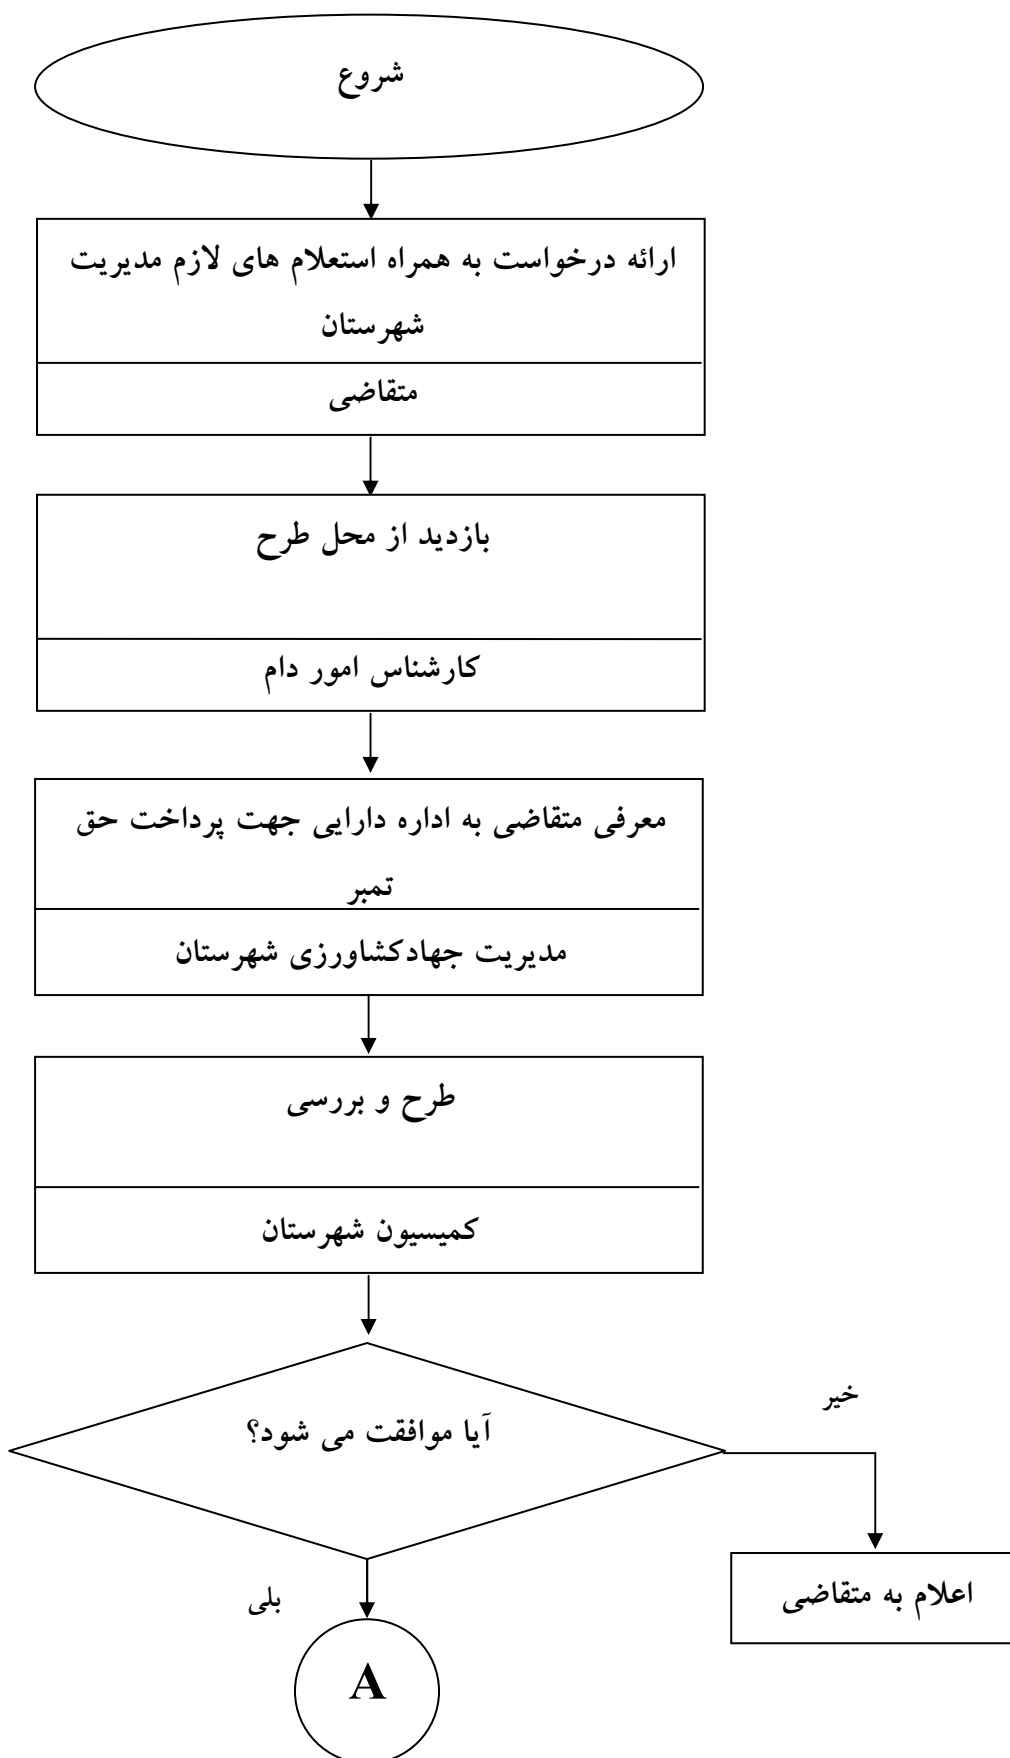 شروع
ارائه درخواست به همراه استعلام های لازم مدیریت
شهرستان
متقاضی
بازدید از محل طرح
کارشناس امور دام
معرفی متقاضی به اداره دارایی جهت پرداخت حق
تمبر
مدیریت جهادکشاورزی شهرستان
طرح و بررسی
کمیسیون شهرستان
آیا موافقت می شود؟
خیر
اعلام به متقاضی
بلی
A